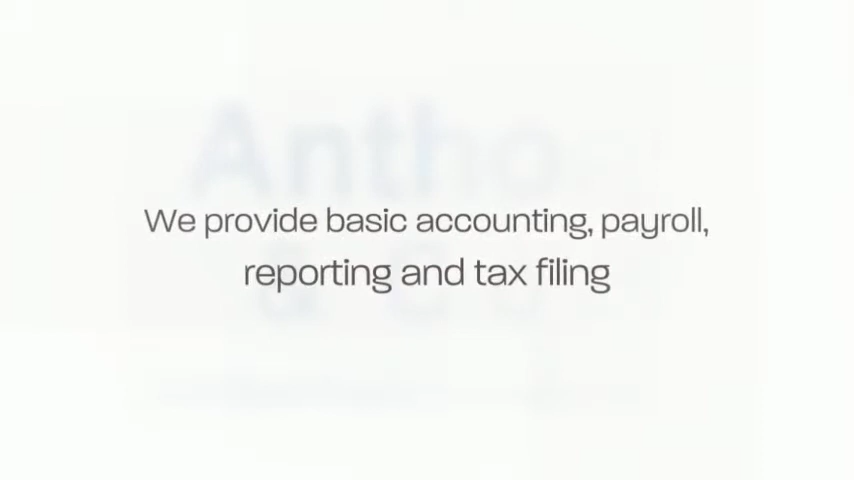 We provide basic accounting, payroll,
reporting and tax filing